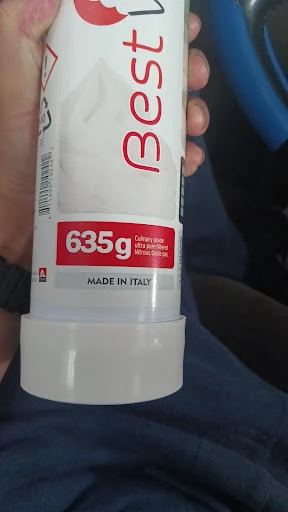 Best
635g
Culinary grade
ultra pure filtered
Nitrous Oxide gas.
MADE IN ITALY